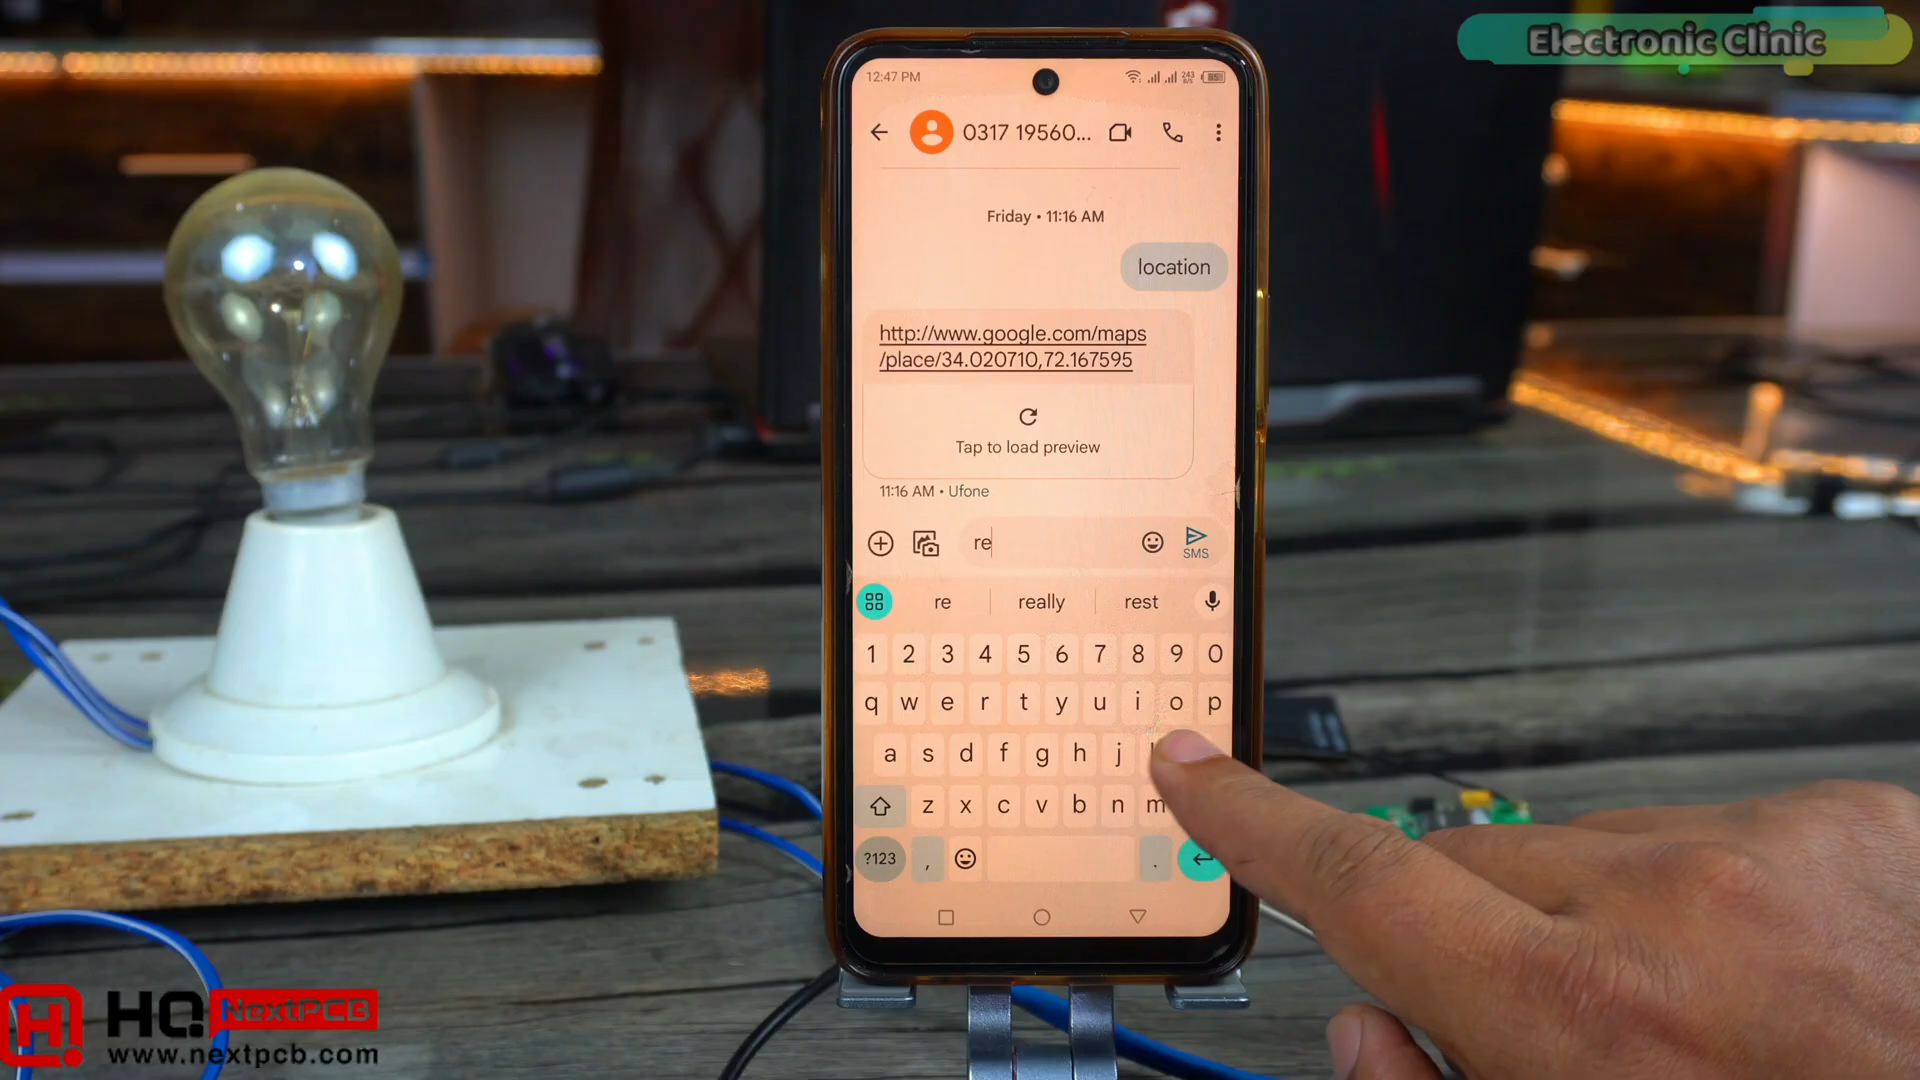 Electronic Clinic
12:47 PM
243
B/S
85
0317 19560...
Friday • 11:16 AM
location
http://www.google.com/maps
/place/34.020710,72.167595
Tap to load preview
11:16 AM • Ufone
re
SMS
re really rest
1 2 3 4 5 6 7 8 9 0
q w e r t y u i o p
a s d f g h j
z x c v b n m
?123 , .
HQ NextPCB
www.nextpcb.com